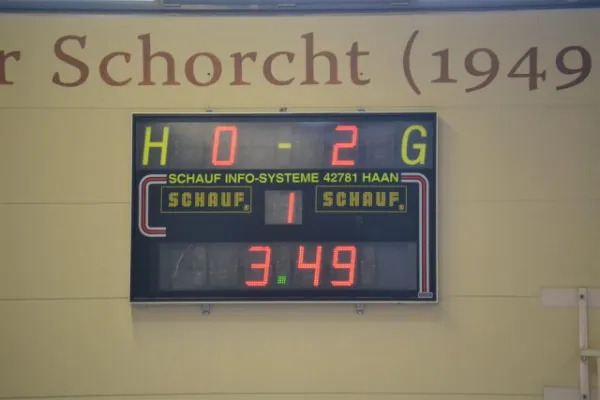 r Schorcht (1949
H 0 - 2 G
SCHAUF INFO-SYSTEME 42781 HAAN
SCHAUF® 1 SCHAUF®
3.49